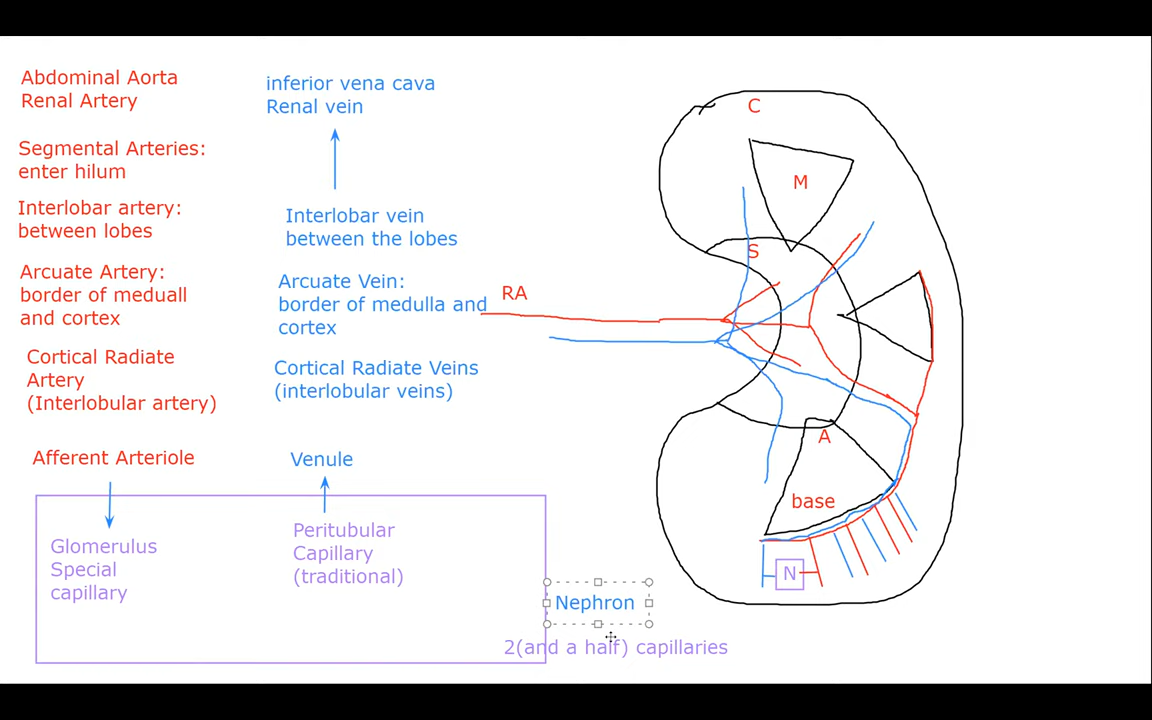 Abdominal Aorta
Renal Artery
Segmental Arteries:
enter hilum
Interlobar artery:
between lobes
Arcuate Artery:
border of meduall
and cortex
Cortical Radiate
Artery
(Interlobular artery)
Afferent Arteriole
Glomerulus
Special
capillary
inferior vena cava
Renal vein
Interlobar vein
between the lobes
Arcuate Vein:
border of medulla and
cortex
Cortical Radiate Veins
(interlobular veins)
Venule
Peritubular
Capillary
(traditional)
Nephron
2(and a half) capillaries
RA
C
M
S
A
base
N